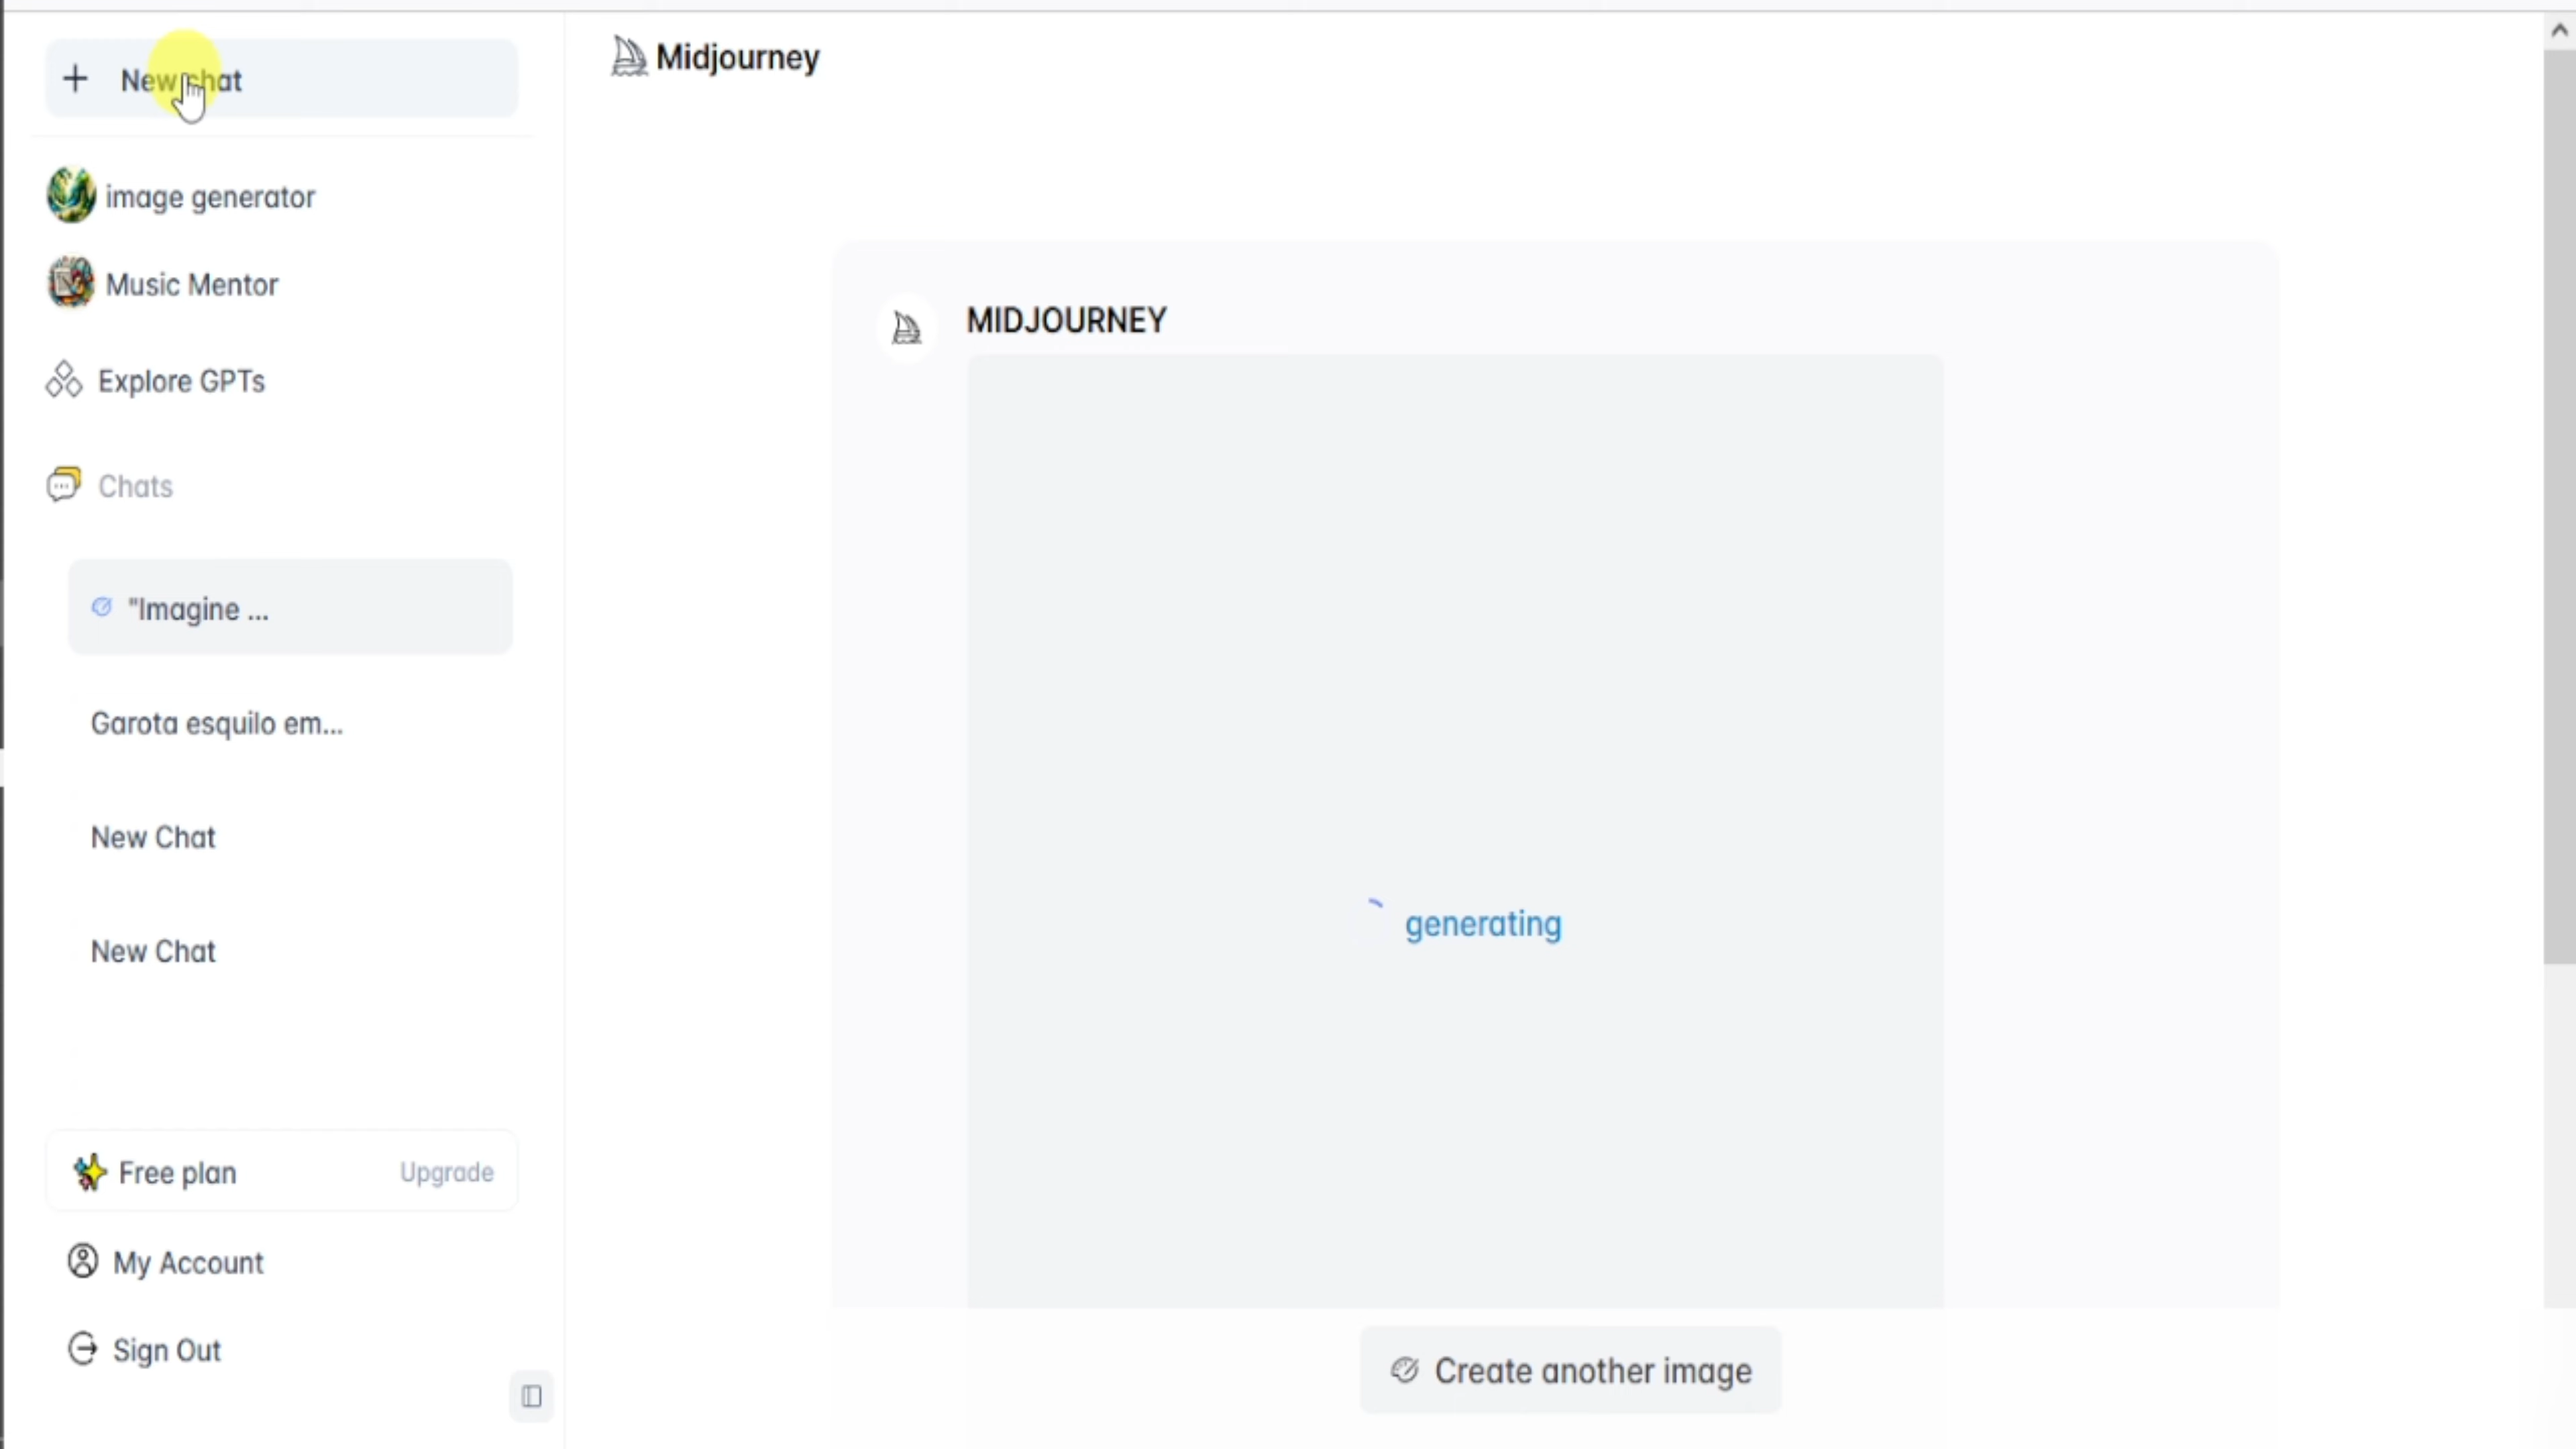 New chat
image generator
Music Mentor
Explore GPTs
Chats
"Imagine ...
Garota esquilo em...
New Chat
New Chat
Free plan
Upgrade
My Account
Sign Out
Midjourney
MIDJOURNEY
generating
Create another image